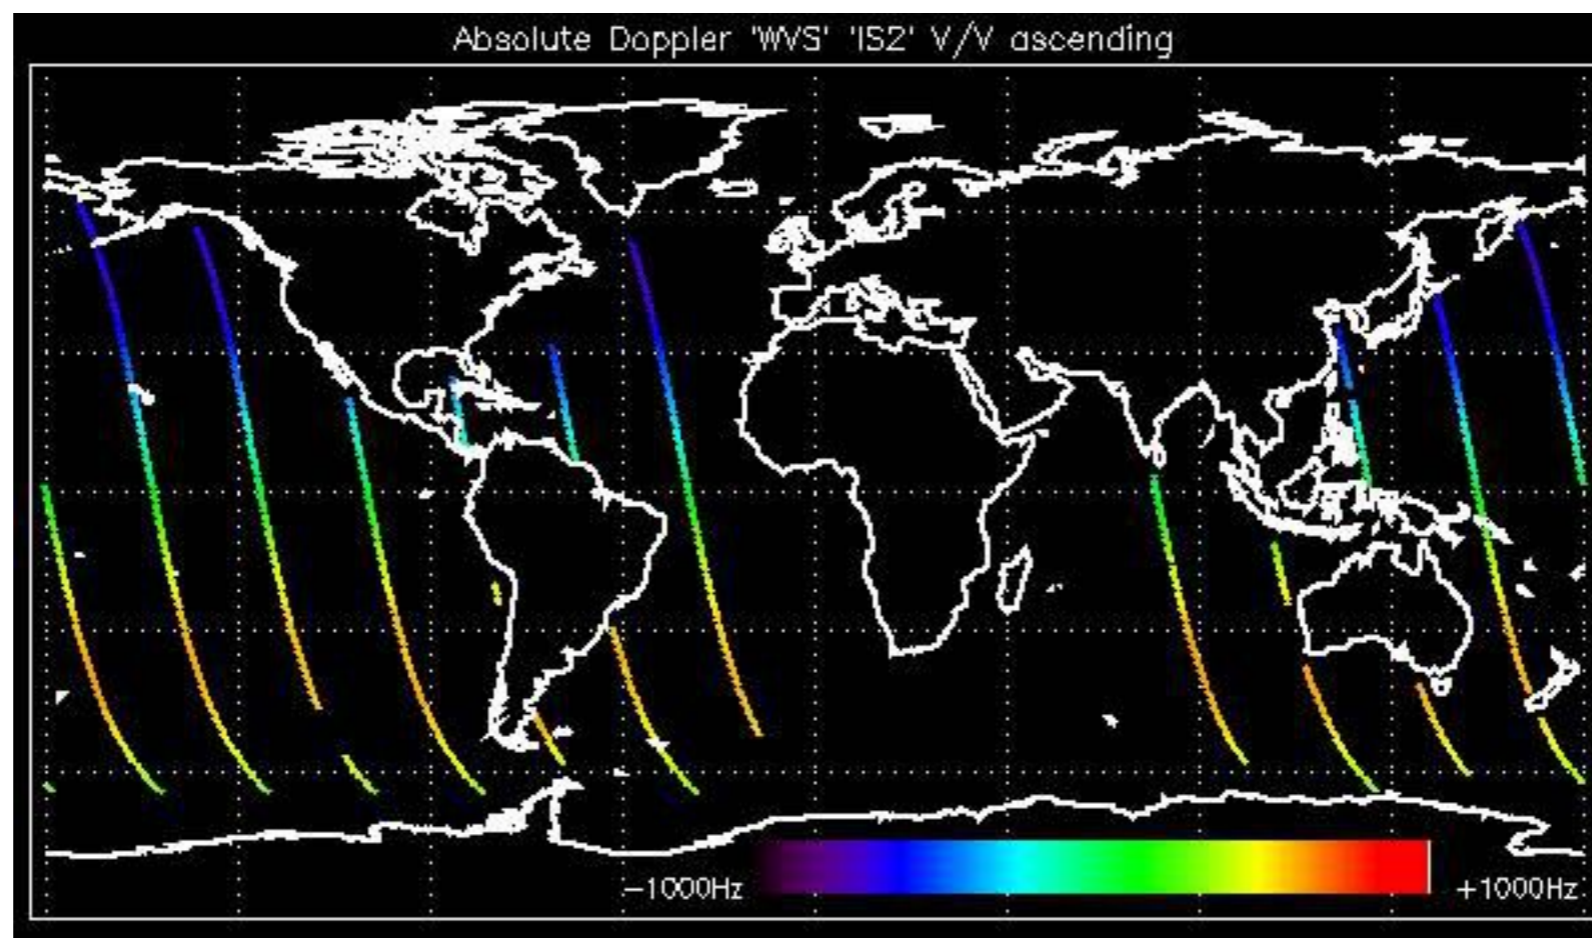 Absolute Doppler 'WVS' 'IS2' V/V ascending
−1000Hz +1000Hz